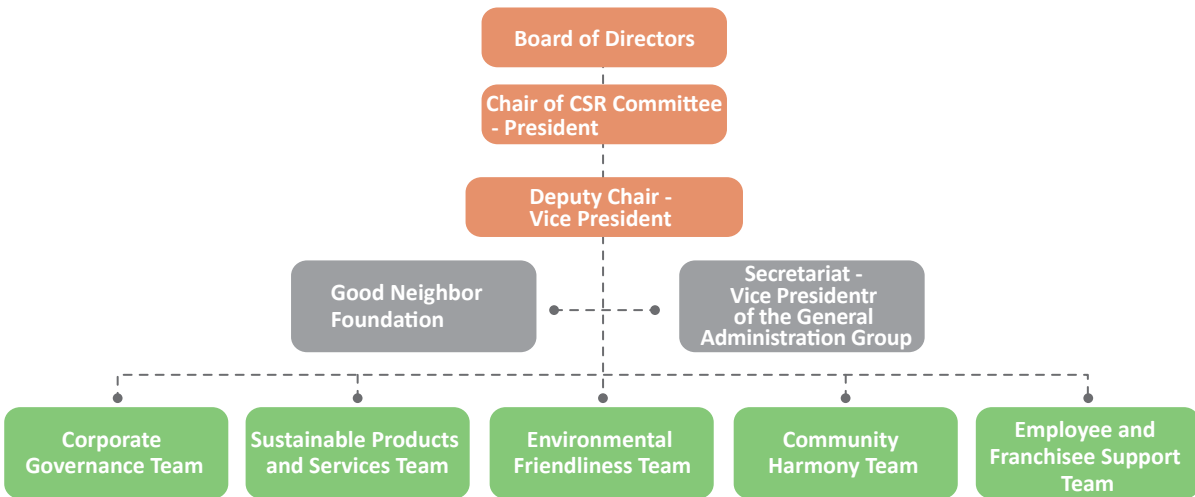 Board of Directors
Chair of CSR Committee
- President
Deputy Chair -
Vice President
Good Neighbor
Foundation
Secretariat -
Vice Presidentr
of the General
Administration Group
Corporate
Governance Team
Sustainable Products
and Services Team
Environmental
Friendliness Team
Community
Harmony Team
Employee and
Franchisee Support
Team